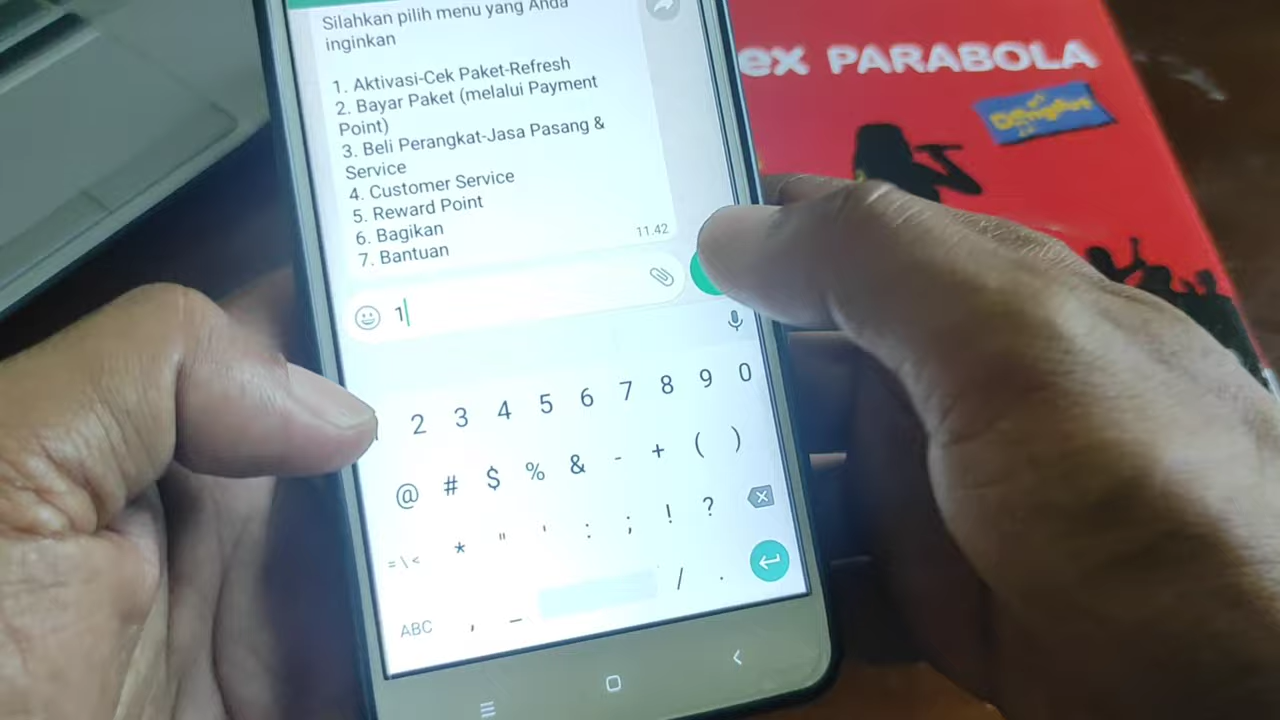 Silahkan pilih menu yang Anda
inginkan
1. Aktivasi-Cek Paket-Refresh
2. Bayar Paket (melalui Payment
Point)
3. Beli Perangkat-Jasa Pasang &
Service
4. Customer Service
5. Reward Point
6. Bagikan
7. Bantuan
11.42
1
2 3 4 5 6 7 8 9 0
@ # $ % & - + ( )
=\< * " ' : ; ! ?
ABC , _ / .
ex PARABOLA